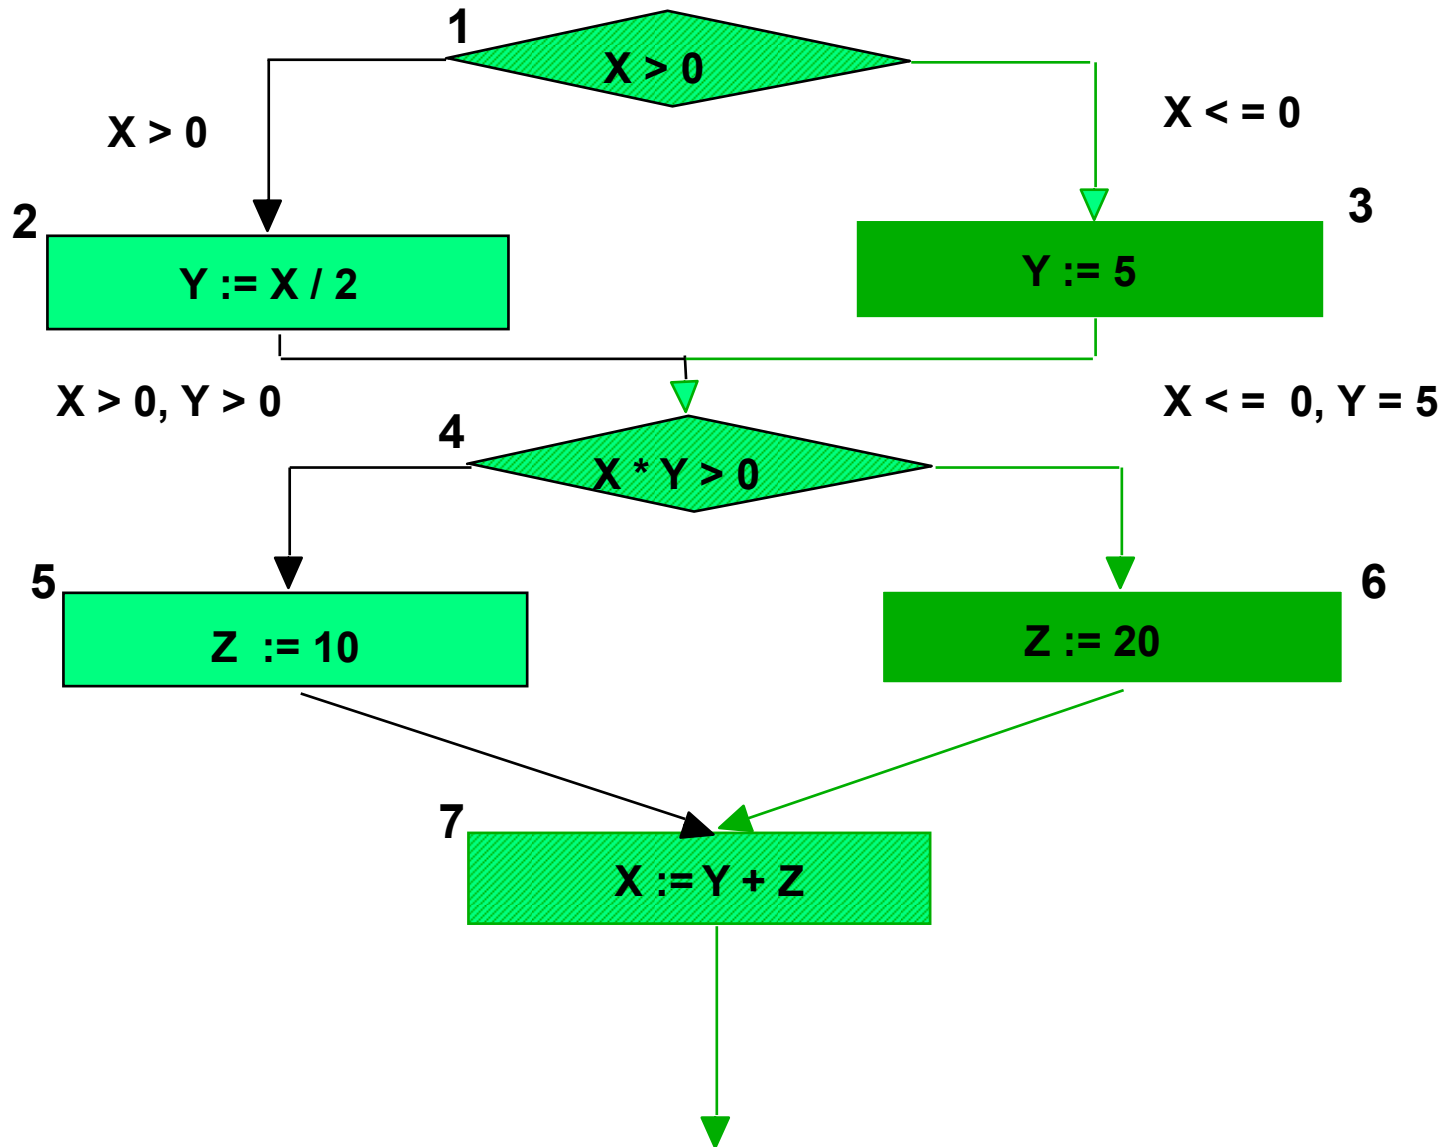 1
X > 0
X > 0
X < = 0
2
3
Y := X / 2
Y := 5
X > 0, Y > 0
X < =  0, Y = 5
4
X * Y > 0
5
6
Z  := 10
Z := 20
7
X := Y + Z